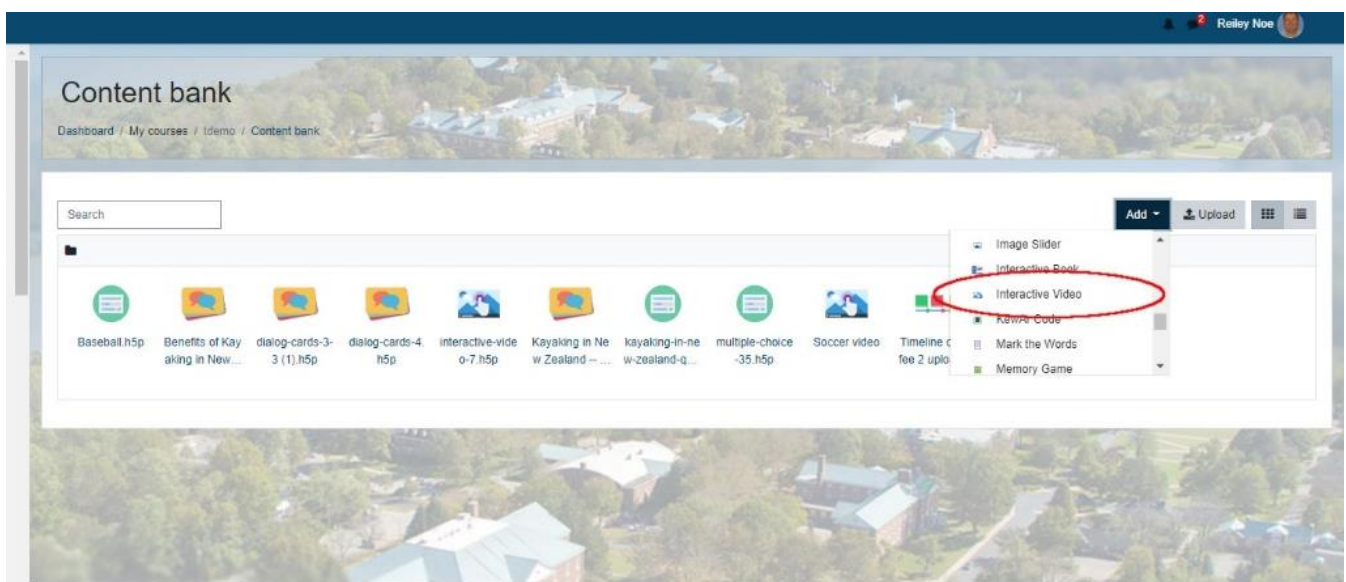 2 Reiley Noe
Content bank
Dashboard / My courses / tdemo / Content bank
Search
Add
Upload
Image Slider
Interactive Book
Interactive Video
KewAr Code
Mark the Words
Memory Game
Baseball.h5p
Benefits of Kay
aking in New...
dialog-cards-3-
3 (1).h5p
dialog-cards-4.
h5p
interactive-vide
o-7.h5p
Kayaking in Ne
w Zealand -- ...
kayaking-in-ne
w-zealand-q...
multiple-choice
-35.h5p
Soccer video
Timeline
fee 2 uplo